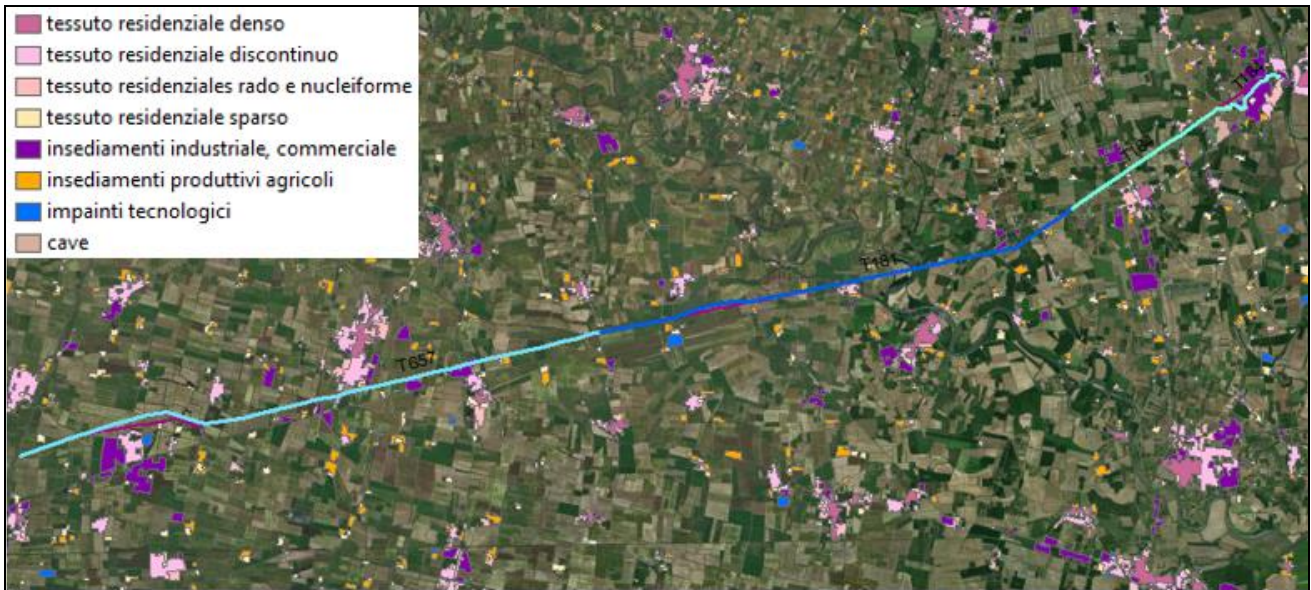 tessuto residenziale denso
tessuto residenziale discontinuo
tessuto residenziales rado e nucleiforme
tessuto residenziale sparso
insediamenti industriale, commerciale
insediamenti produttivi agricoli
impainti tecnologici
cave
T181
T657